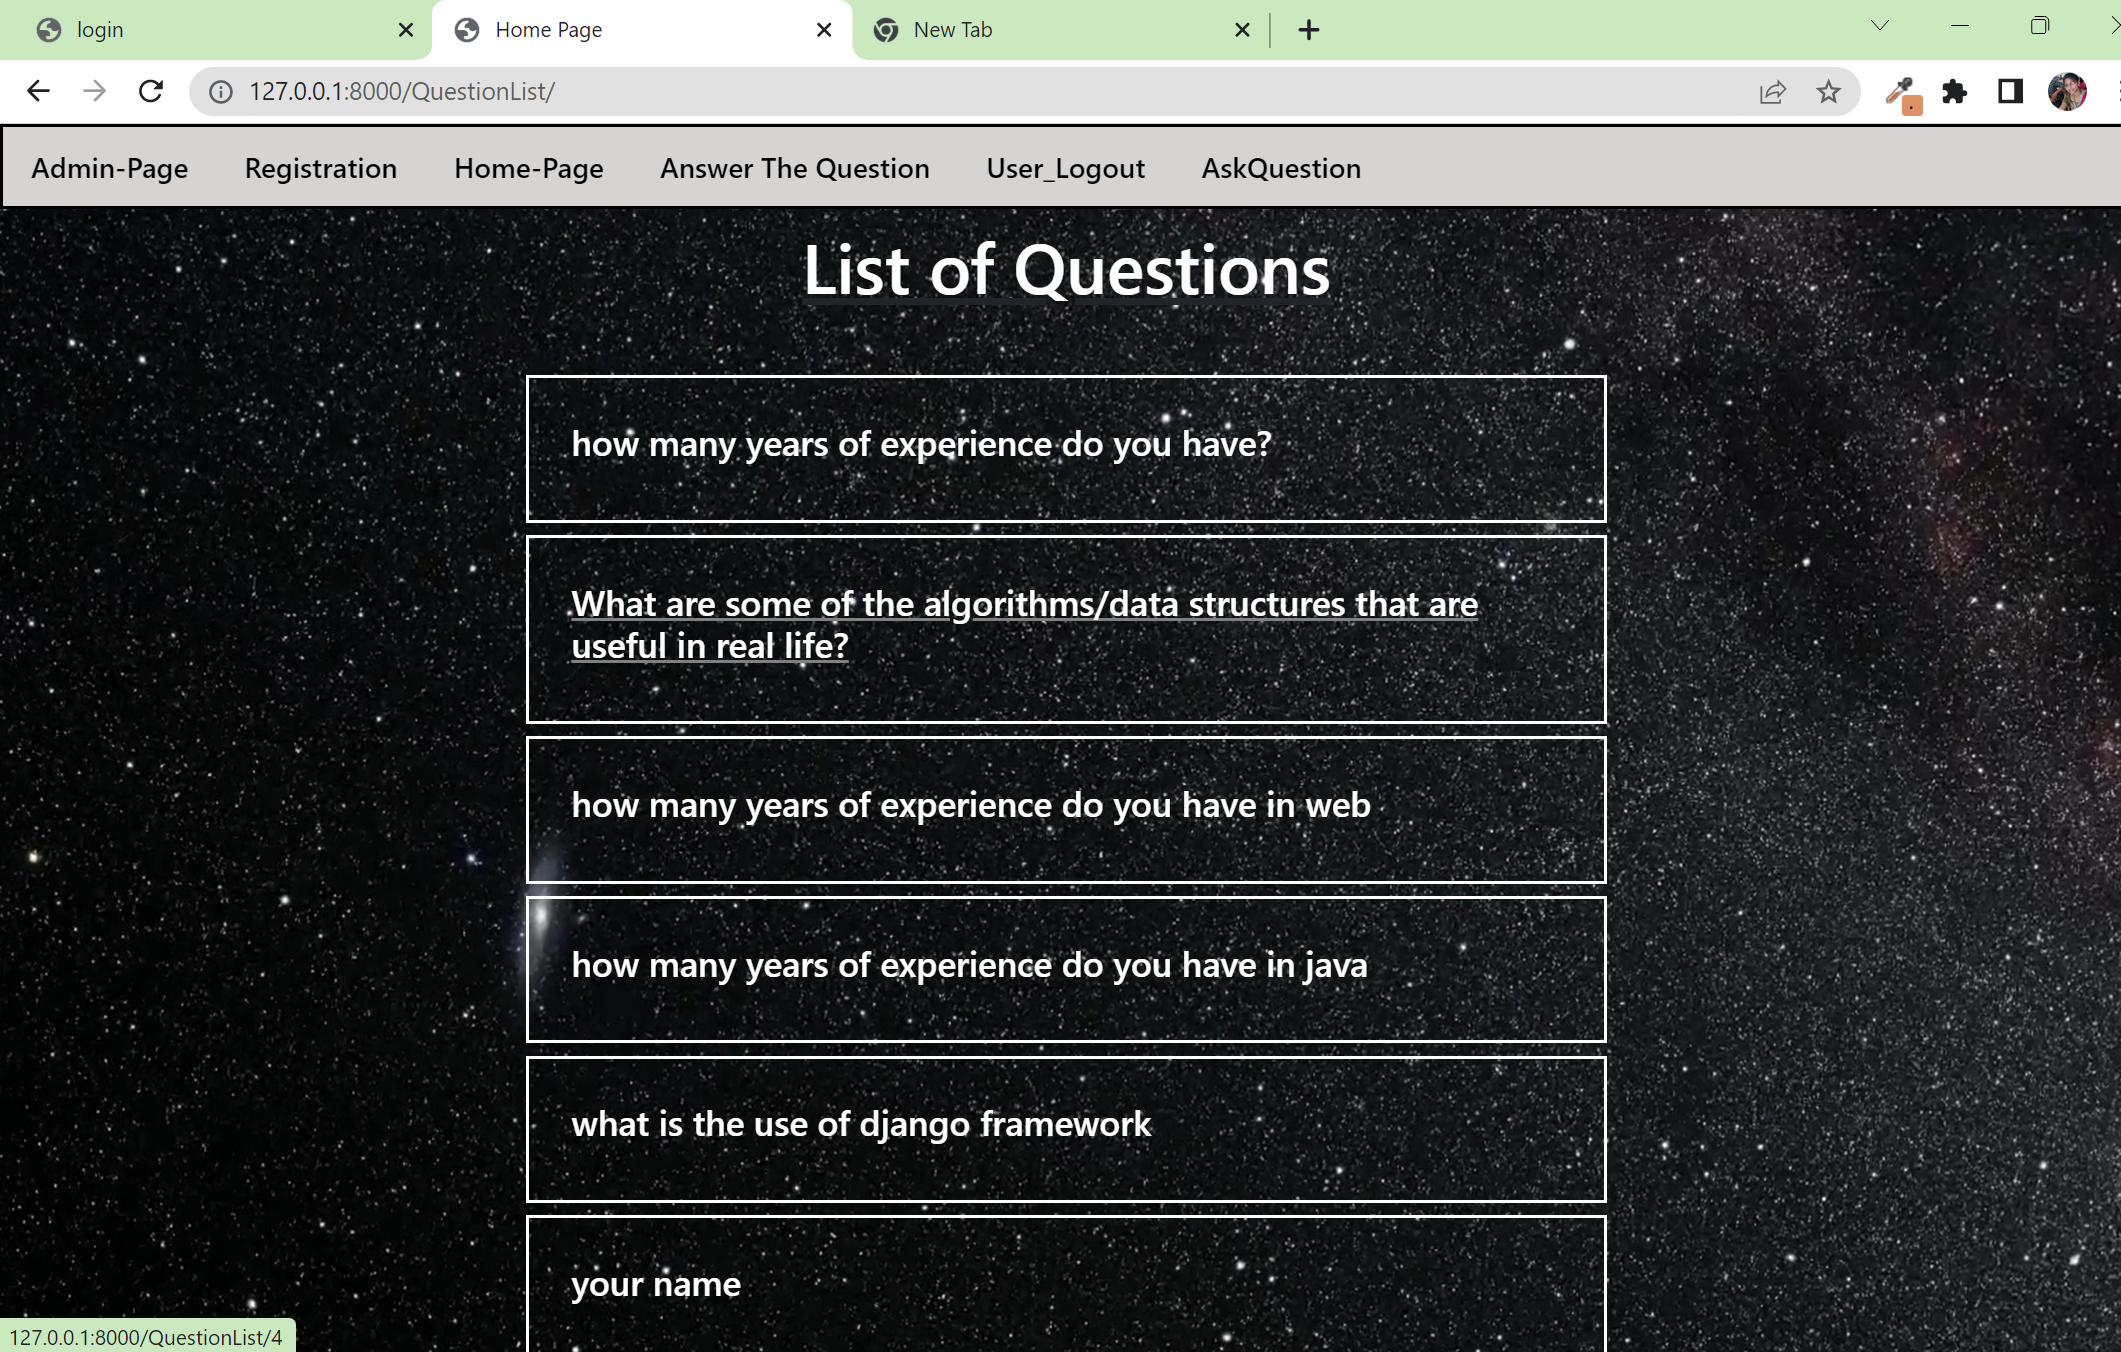 login
Home Page
New Tab
127.0.0.1:8000/QuestionList/
Admin-Page Registration Home-Page Answer The Question User_Logout AskQuestion
List of Questions
how many years of experience do you have?
What are some of the algorithms/data structures that are
useful in real life?
how many years of experience do you have in web
how many years of experience do you have in java
what is the use of django framework
your name
127.0.0.1:8000/QuestionList/4